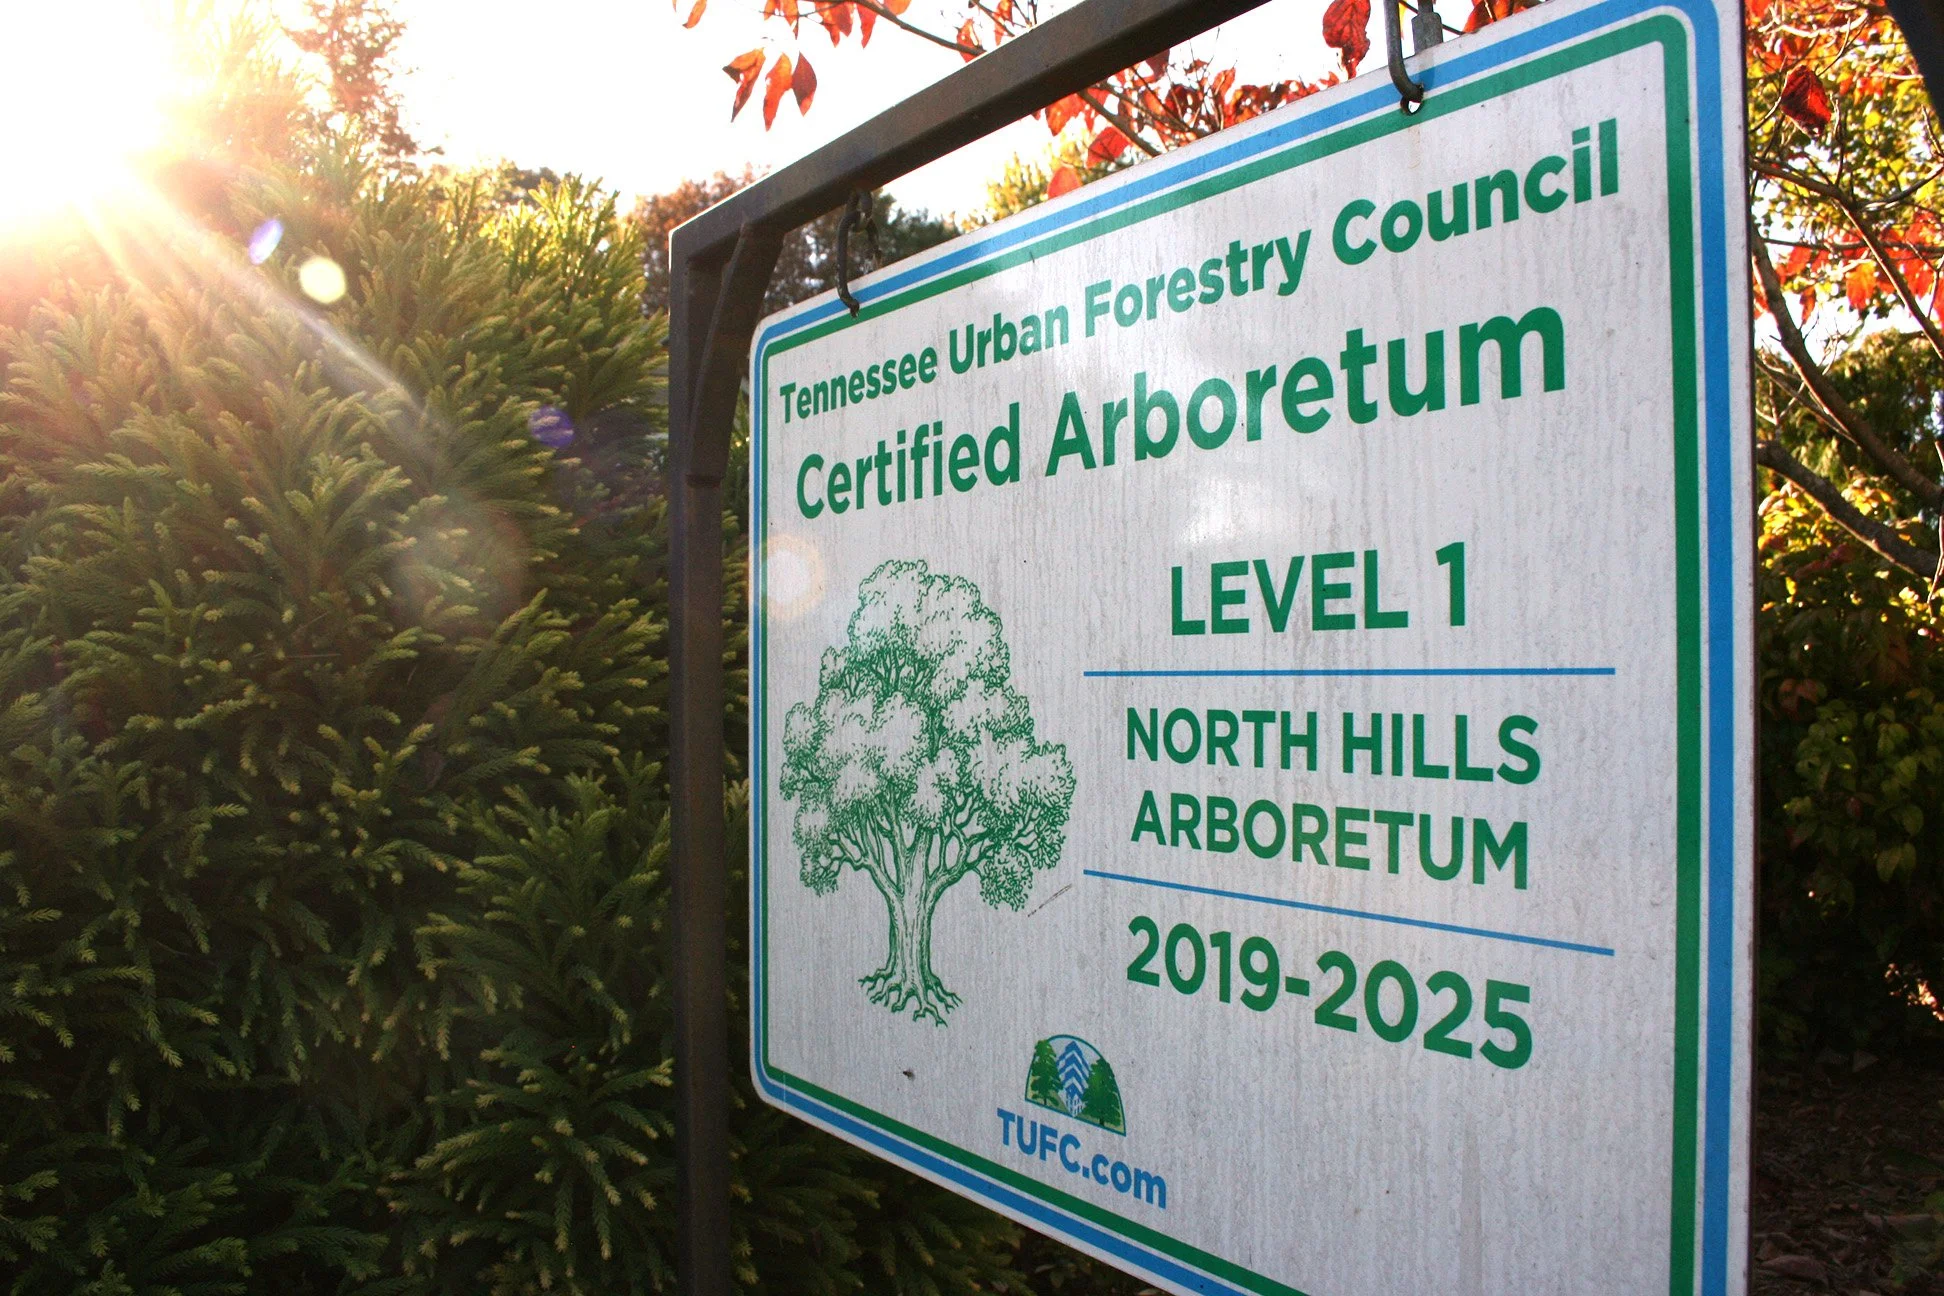 Tennessee Urban Forestry Council
Certified Arboretum
LEVEL 1
NORTH HILLS
ARBORETUM
2019-2025
TUFC.com